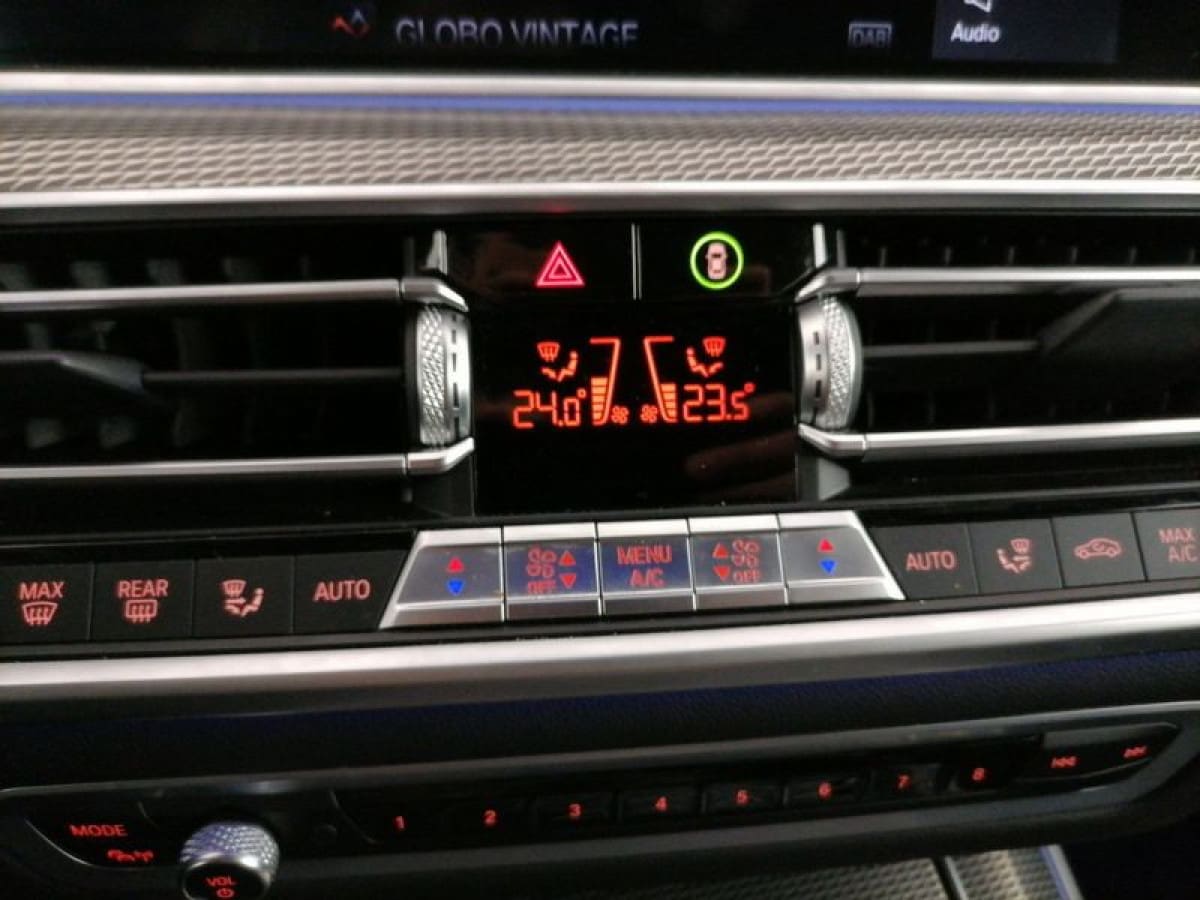 GLOBO VINTAGE
DAB
Audio
24.0°
23.5°
MAX
REAR
AUTO
OFF
MENU
A/C
OFF
AUTO
MAX
A/C
MODE
VOL
1 2 3 4 5 6 7 8